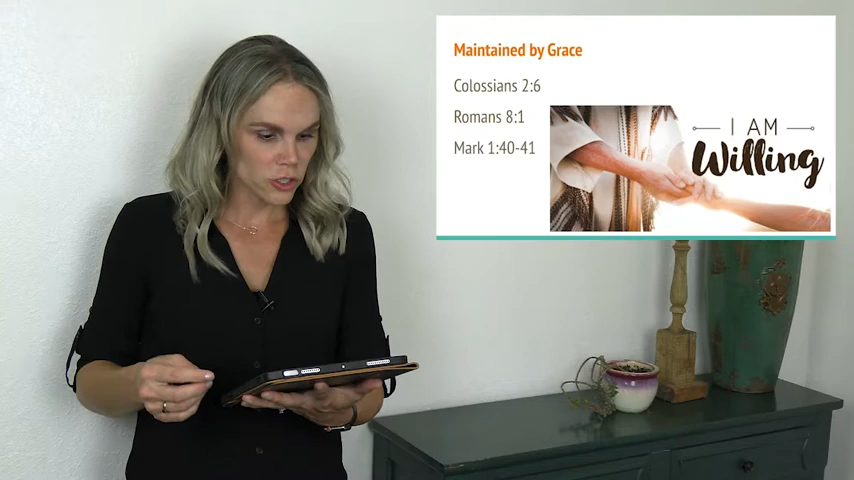 Maintained by Grace
Colossians 2:6
Romans 8:1
Mark 1:40-41
I AM
Willing